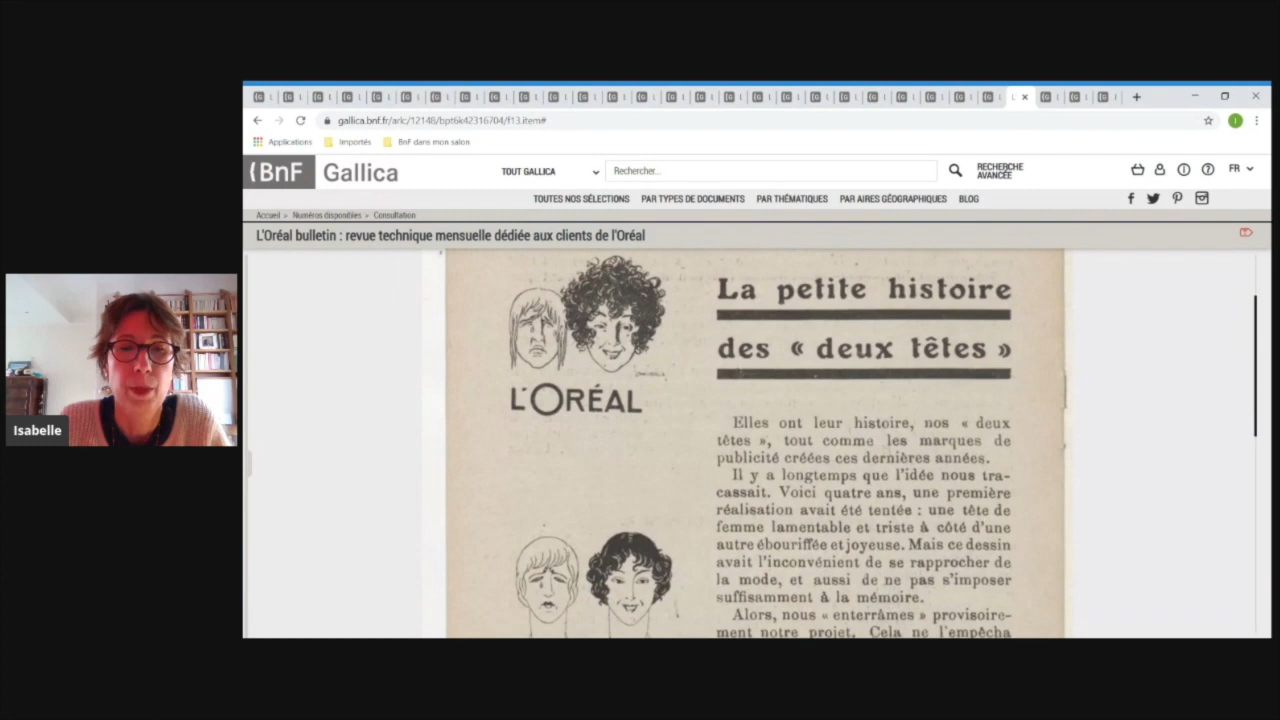 gallica.bnf.fr/ark:/12148/bpt6k42316704/f13.item#
Applications
Importés
BnF dans mon salon
BnF Gallica
TOUT GALLICA
Rechercher...
RECHERCHE
AVANCÉE
FR
TOUTES NOS SÉLECTIONS PAR TYPES DE DOCUMENTS PAR THÉMATIQUES PAR AIRES GÉOGRAPHIQUES BLOG
Accueil > Numéros disponibles > Consultation
L'Oréal bulletin : revue technique mensuelle dédiée aux clients de l'Oréal
Isabelle
L'ORÉAL
La petite histoire
des « deux têtes »
Elles ont leur histoire, nos « deux
têtes », tout comme les marques de
publicité créées ces dernières années.
Il y a longtemps que l'idée nous tra-
cassait. Voici quatre ans, une première
réalisation avait été tentée : une tête de
femme lamentable et triste à côté d'une
autre ébouriffée et joyeuse. Mais ce dessin
avait l'inconvénient de se rapprocher de
la mode, et aussi de ne pas s'imposer
suffisamment à la mémoire.
Alors, nous « enterrâmes » provisoire-
ment notre projet. Cela ne l'empêcha